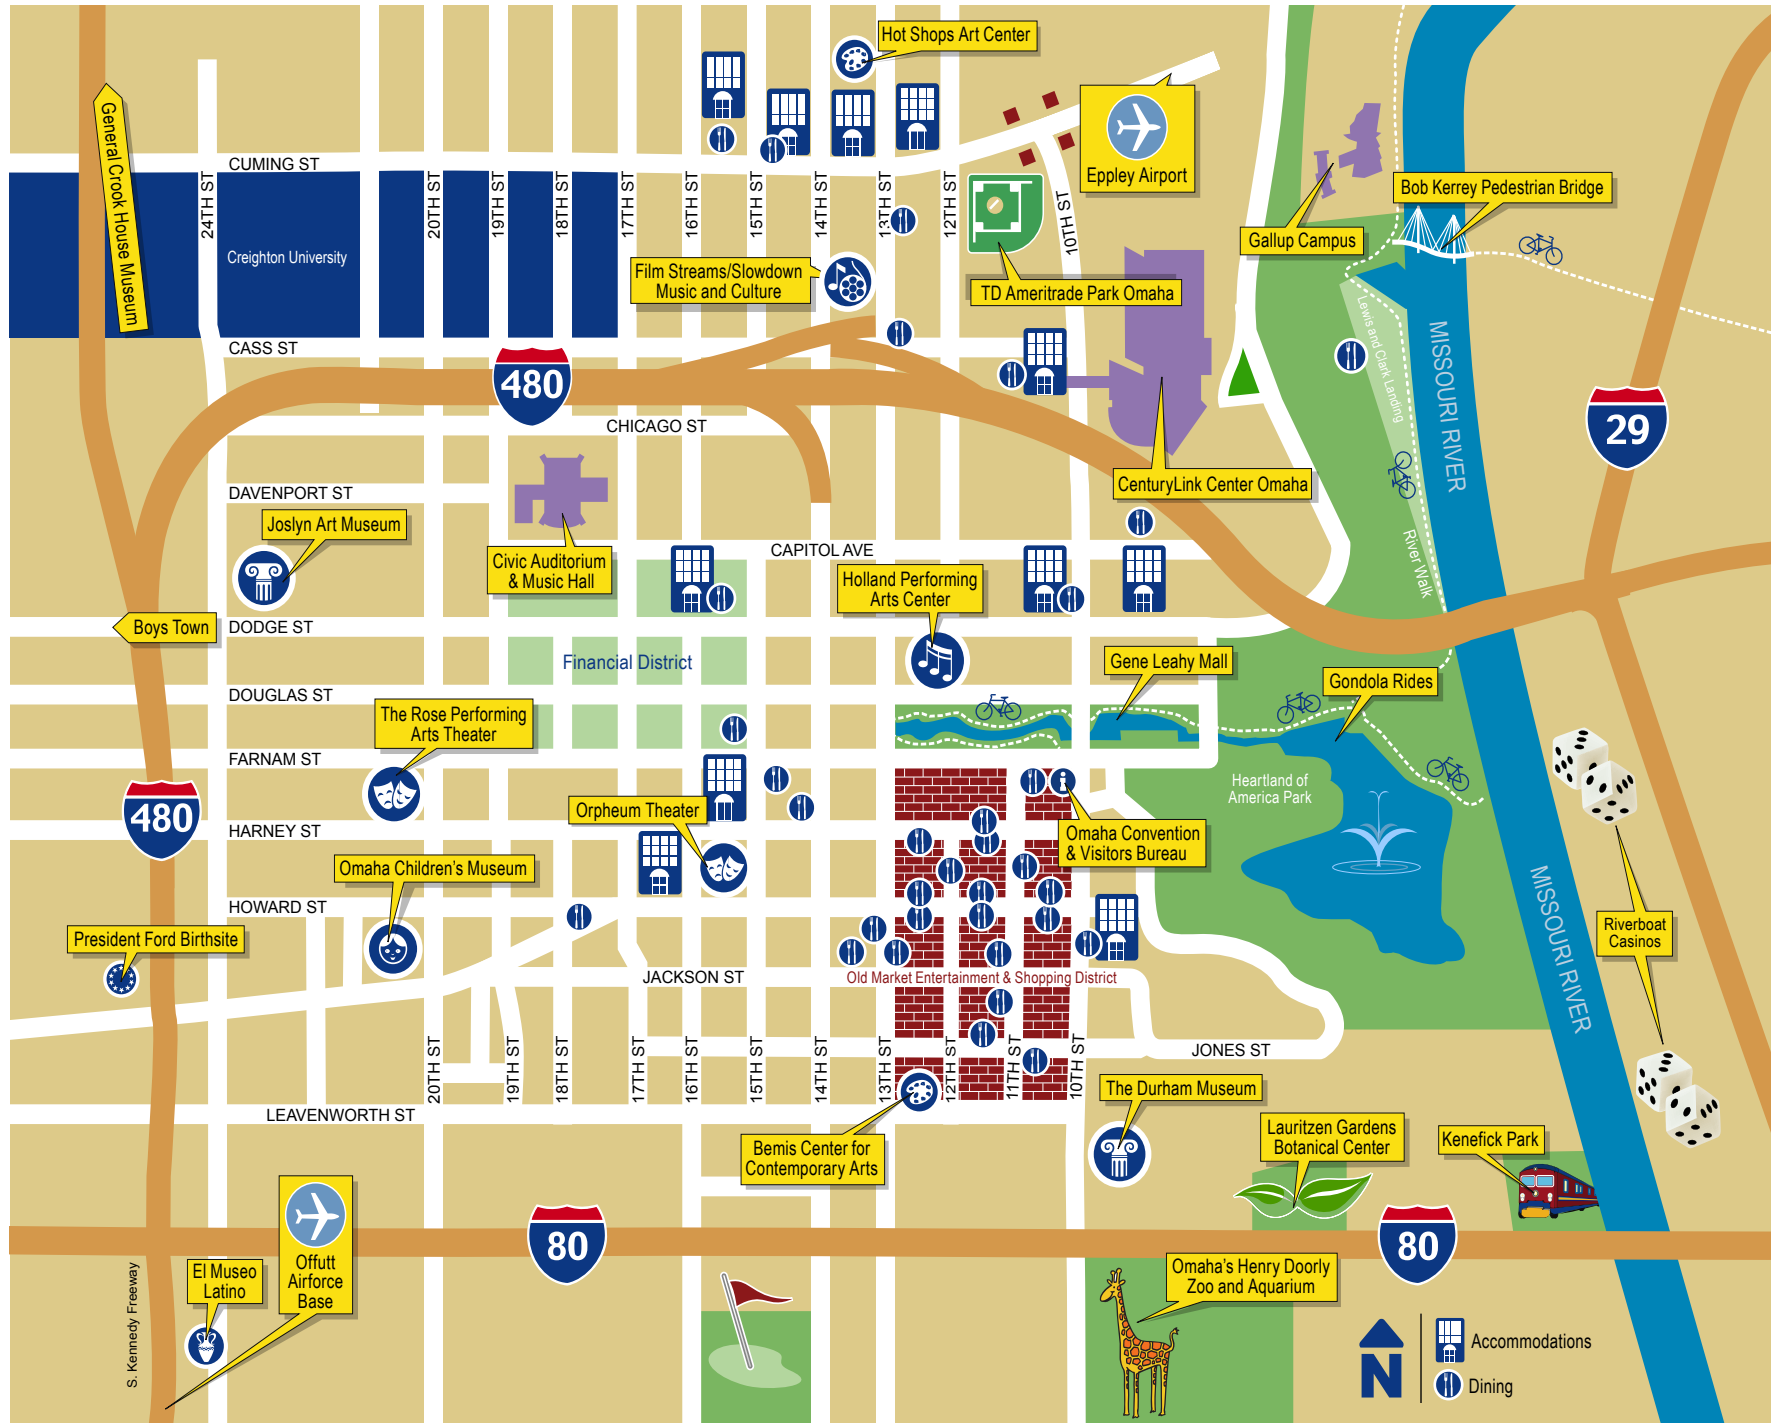 Hot Shops Art Center
General Crook House Museum
CUMING ST
Eppley Airport
Bob Kerrey Pedestrian Bridge
24TH ST
20TH ST
19TH ST
18TH ST
17TH ST
16TH ST
15TH ST
14TH ST
13TH ST
12TH ST
10TH ST
Gallup Campus
Creighton University
Film Streams/Slowdown
Music and Culture
TD Ameritrade Park Omaha
Lewis and Clark Landing
MISSOURI RIVER
CASS ST
480
29
CHICAGO ST
CenturyLink Center Omaha
DAVENPORT ST
Joslyn Art Museum
Civic Auditorium
& Music Hall
CAPITOL AVE
Holland Performing
Arts Center
River Walk
Boys Town
DODGE ST
Financial District
Gene Leahy Mall
Gondola Rides
DOUGLAS ST
The Rose Performing
Arts Theater
FARNAM ST
Heartland of
America Park
480
Orpheum Theater
HARNEY ST
Omaha Convention
& Visitors Bureau
Omaha Children's Museum
HOWARD ST
President Ford Birthsite
MISSOURI RIVER
Riverboat
Casinos
JACKSON ST
Old Market Entertainment & Shopping District
20TH ST
19TH ST
18TH ST
17TH ST
16TH ST
15TH ST
14TH ST
13TH ST
12TH ST
11TH ST
10TH ST
JONES ST
The Durham Museum
LEAVENWORTH ST
Lauritzen Gardens
Botanical Center
Kenefick Park
Bemis Center for
Contemporary Arts
80
80
El Museo
Latino
Offutt
Airforce
Base
Omaha's Henry Doorly
Zoo and Aquarium
S. Kennedy Freeway
N
Accommodations
Dining